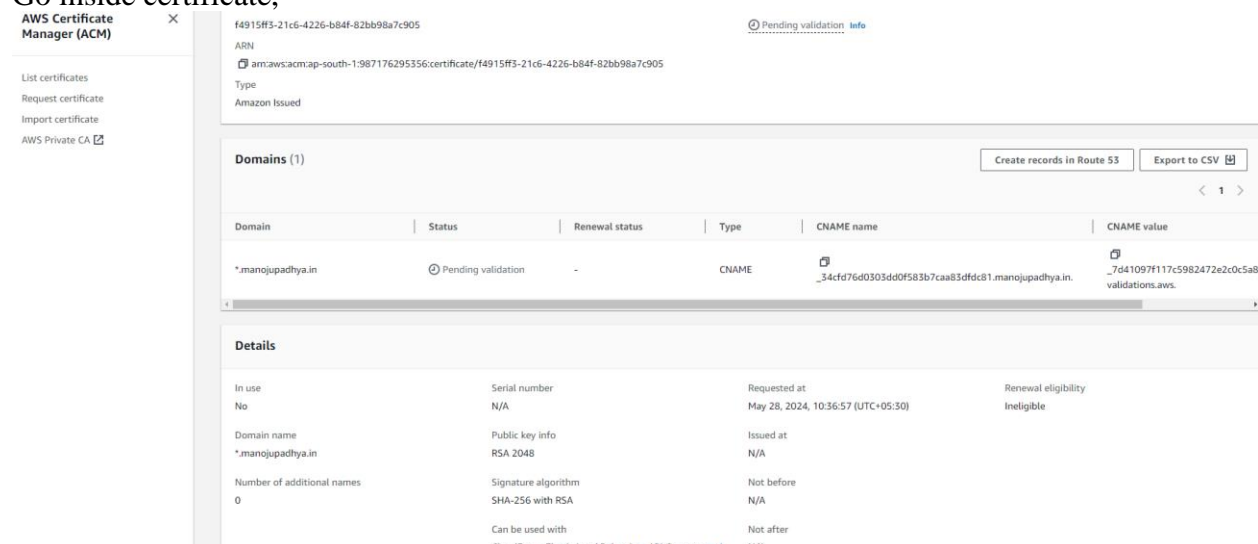 Go inside certificate,
AWS Certificate Manager (ACM)
List certificates
Request certificate
Import certificate
AWS Private CA
f4915ff3-21c6-4226-b84f-82bb98a7c905
Pending validation Info
ARN
arn:aws:acm:ap-south-1:987176295356:certificate/f4915ff3-21c6-4226-b84f-82bb98a7c905
Type
Amazon Issued
Domains (1)
Create records in Route 53
Export to CSV
1
Domain Status Renewal status Type CNAME name CNAME value
*.manojupadhya.in Pending validation - CNAME _34cfd76d0303dd0f583b7caa83dfdc81.manojupadhya.in. _7d41097f117c5982472e2c0c5a8
validations.aws.
Details
In use Serial number Requested at Renewal eligibility
No N/A May 28, 2024, 10:36:57 (UTC+05:30) Ineligible
Domain name Public key info Issued at
*.manojupadhya.in RSA 2048 N/A
Number of additional names Signature algorithm Not before
0 SHA-256 with RSA N/A
Can be used with Not after